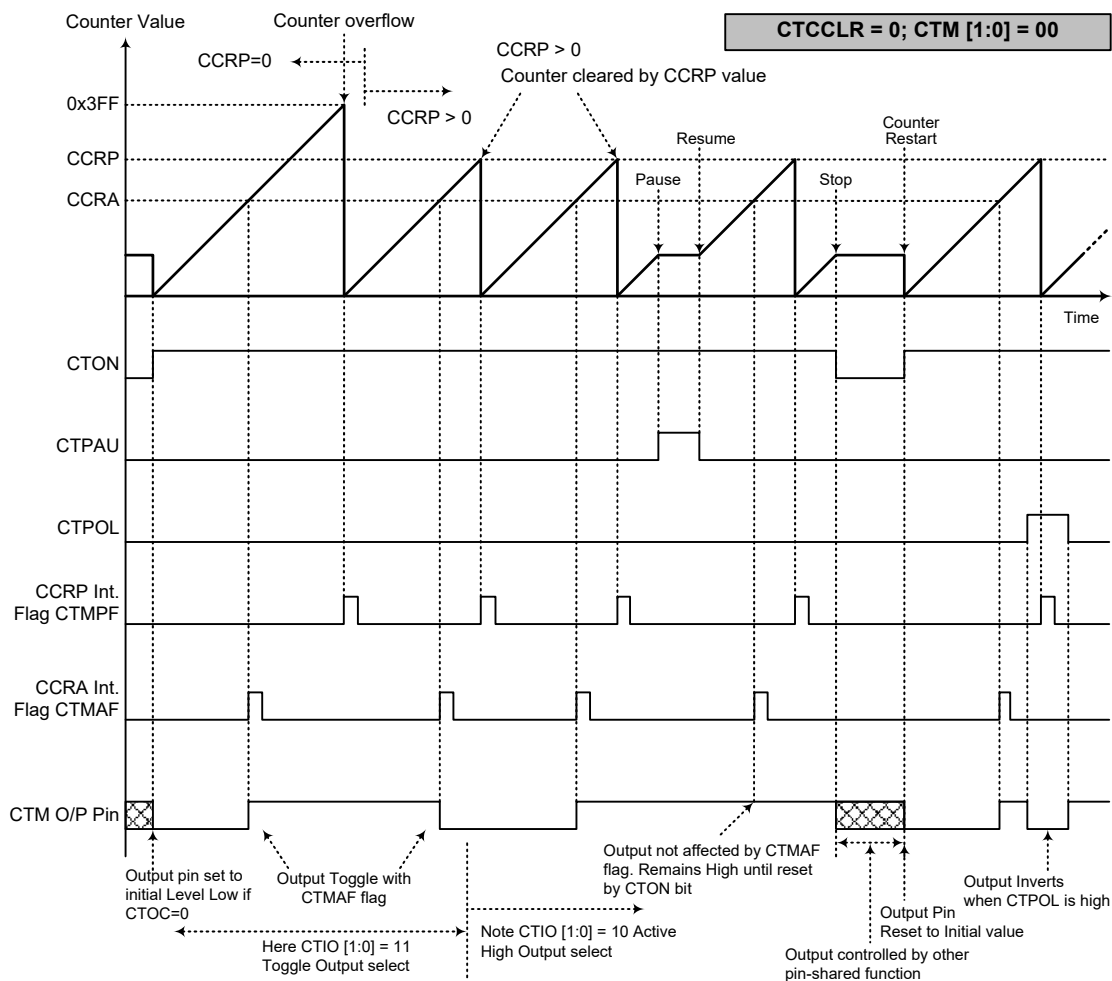 Counter Value
Counter overflow
CTCCLR = 0; CTM [1:0] = 00
CCRP=0
CCRP > 0
CCRP > 0
Counter cleared by CCRP value
0x3FF
CCRP
CCRA
Pause
Resume
Stop
Counter
Restart
Time
CTON
CTPAU
CTPOL
CCRP Int.
Flag CTMPF
CCRA Int.
Flag CTMAF
CTM O/P Pin
Output pin set to
initial Level Low if
CTOC=0
Output Toggle with
CTMAF flag
Here CTIO [1:0] = 11
Toggle Output select
Note CTIO [1:0] = 10 Active
High Output select
Output not affected by CTMAF
flag. Remains High until reset
by CTON bit
Output controlled by other
pin-shared function
Output Pin
Reset to Initial value
Output Inverts
when CTPOL is high